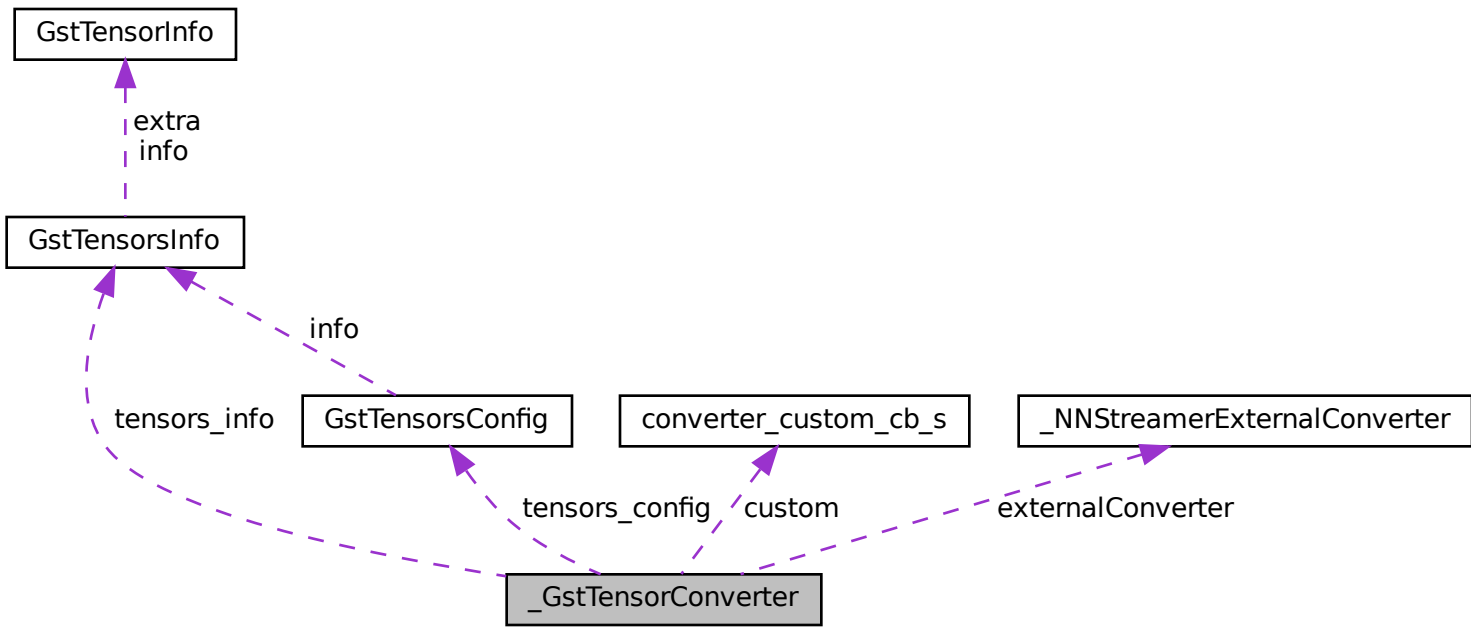 GstTensorInfo
extra
info
GstTensorsInfo
info
tensors_info
GstTensorsConfig
converter_custom_cb_s
_NNStreamerExternalConverter
tensors_config
custom
externalConverter
_GstTensorConverter